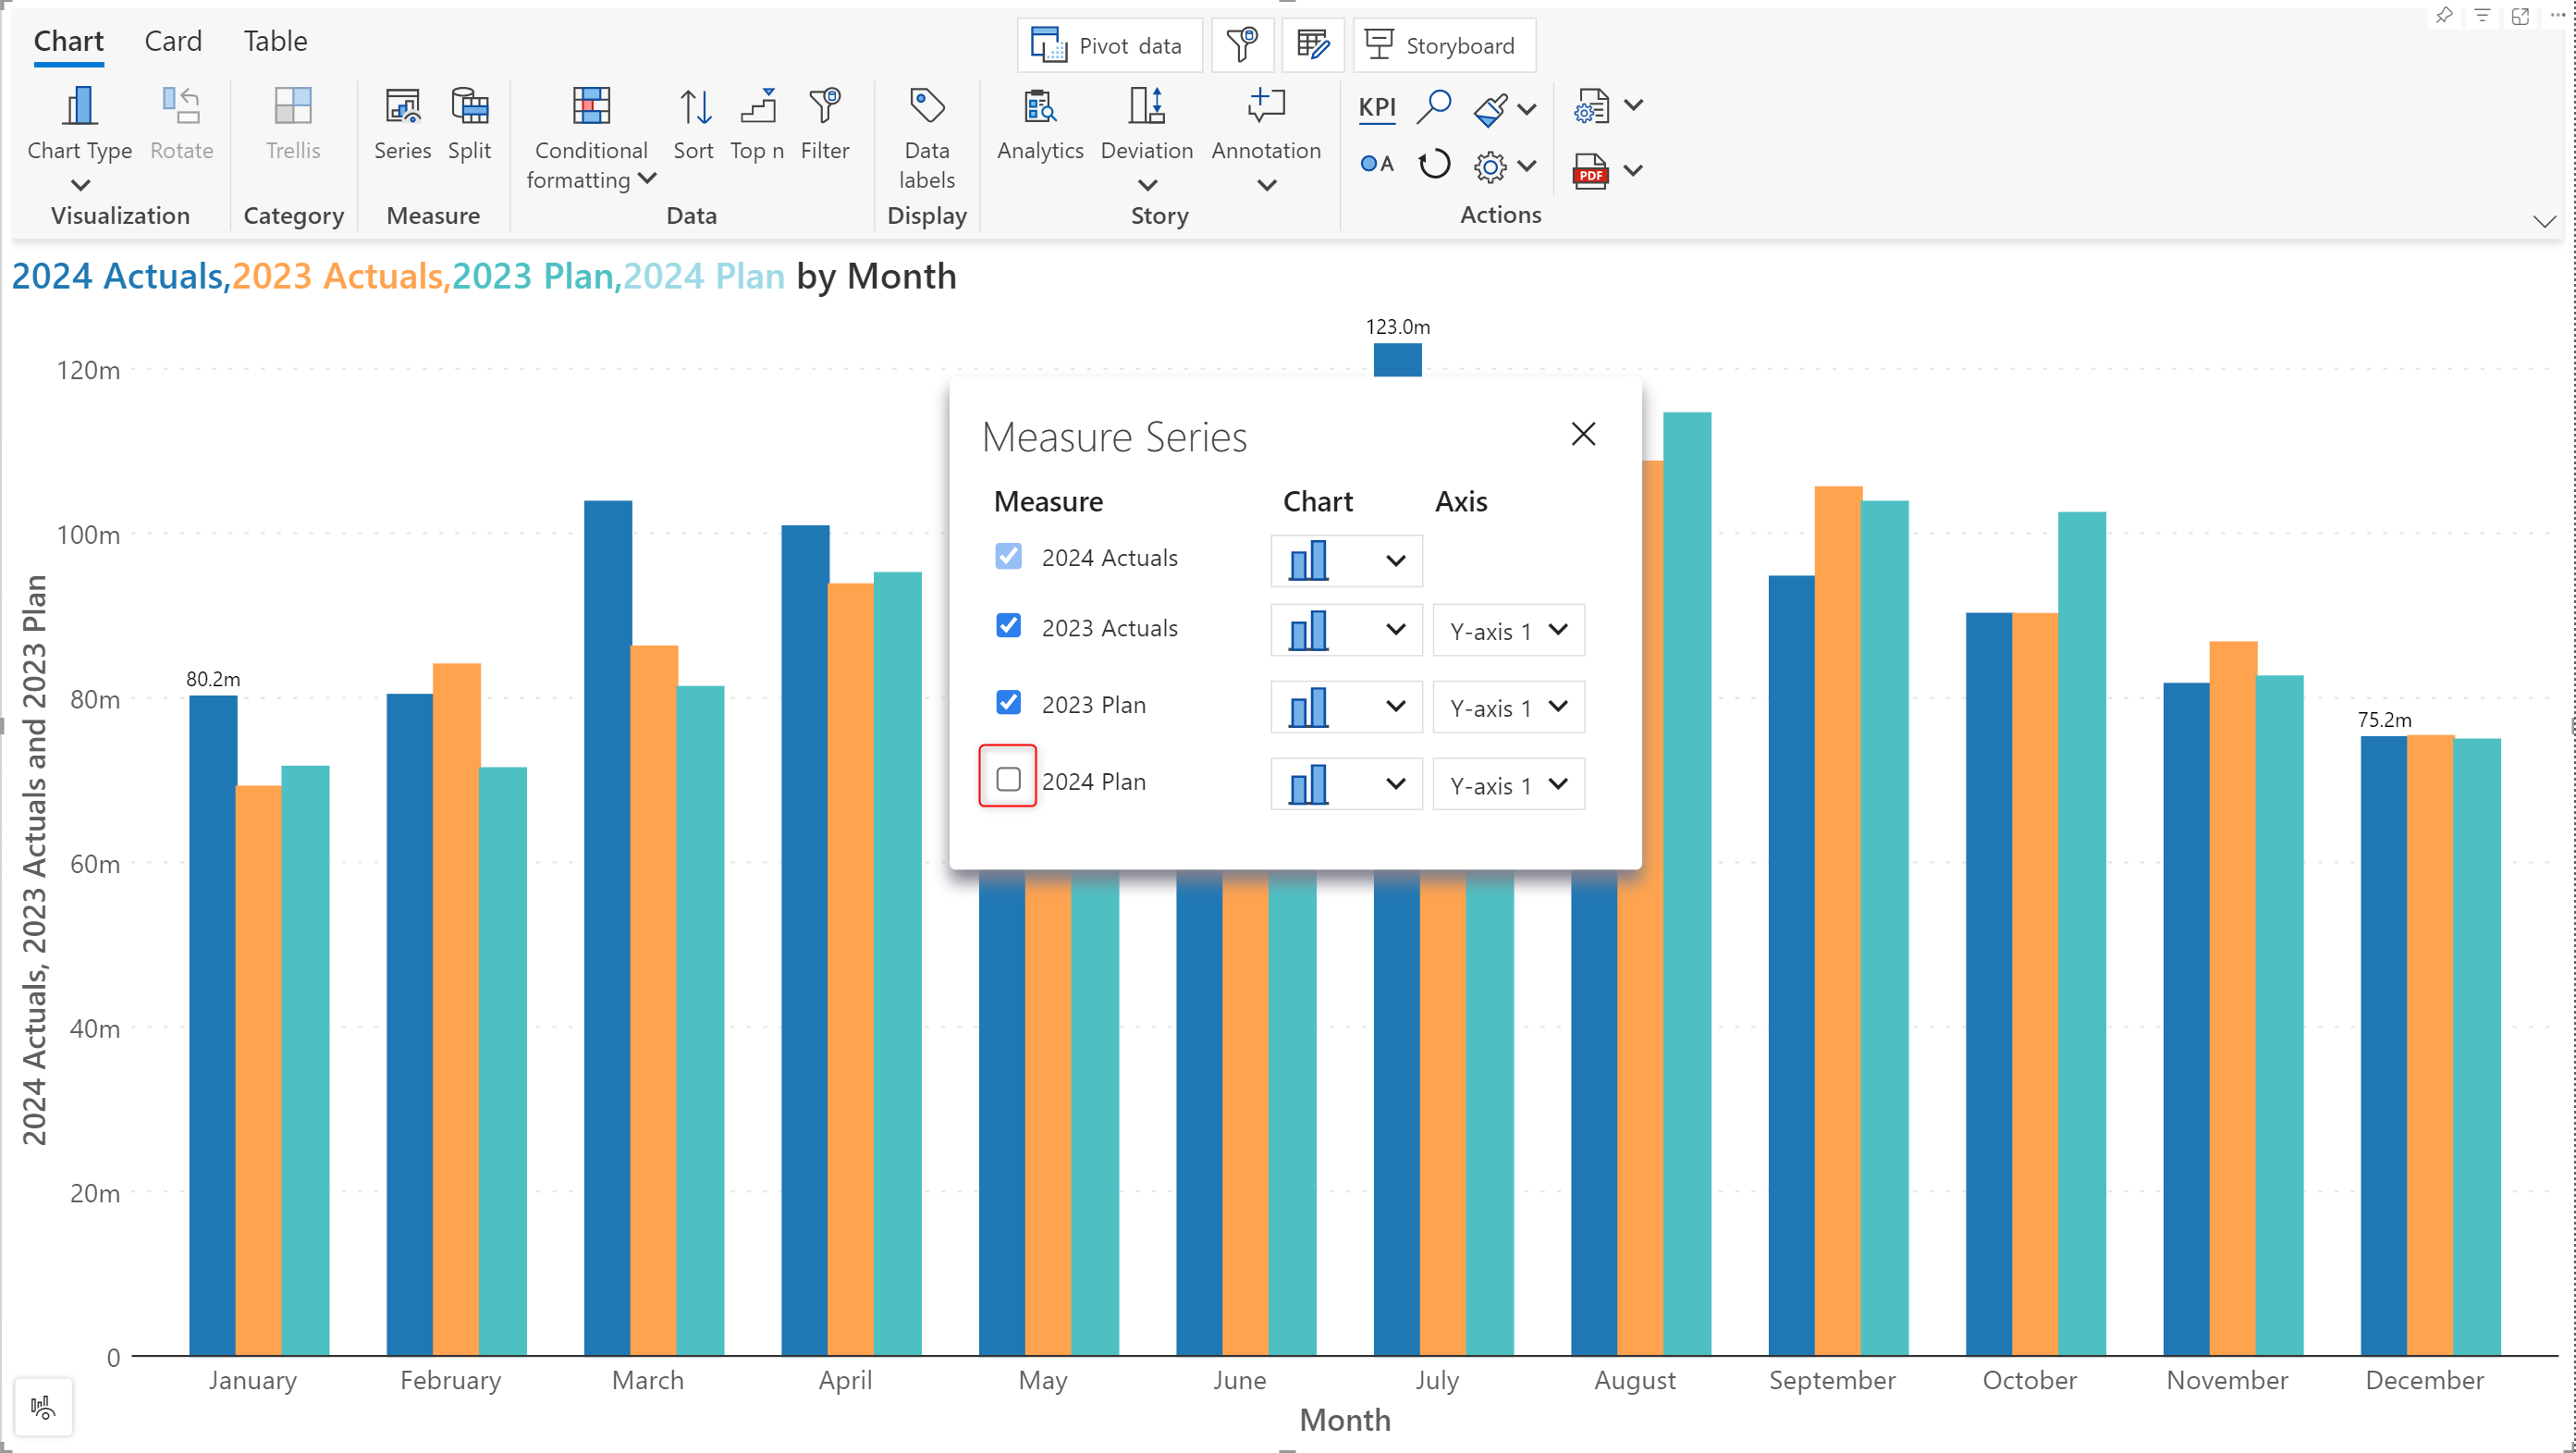 Chart Card Table
Pivot data
Storyboard
Chart Type
Rotate
Trellis
Series
Split
Conditional
formatting
Sort
Top n
Filter
Data
labels
Analytics
Deviation
Annotation
KPI
A
PDF
Visualization
Category
Measure
Data
Display
Story
Actions
2024 Actuals,2023 Actuals,2023 Plan,2024 Plan by Month
2024 Actuals, 2023 Actuals and 2023 Plan
120m
100m
80m
60m
40m
20m
0
80.2m
123.0m
75.2m
Measure Series
Measure Chart Axis
2024 Actuals
2023 Actuals Y-axis 1
2023 Plan Y-axis 1
2024 Plan Y-axis 1
January February March April May June July August September October November December
Month